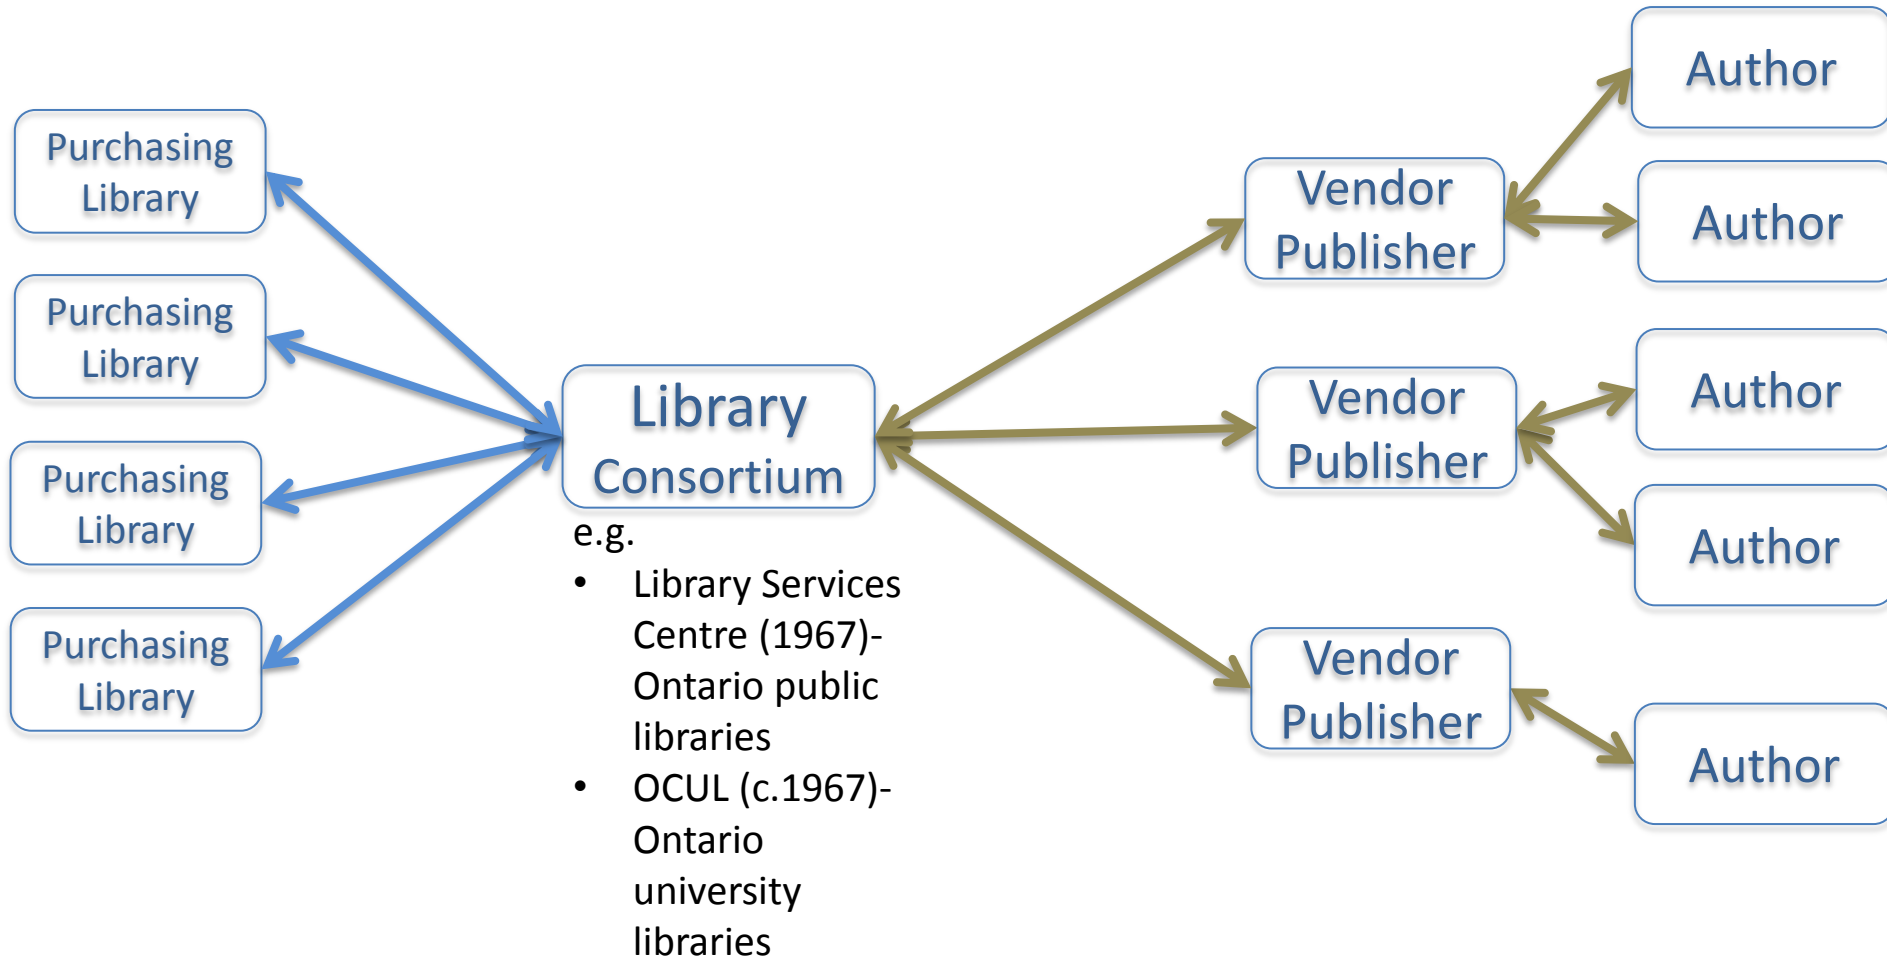 Purchasing
Library
Purchasing
Library
Purchasing
Library
Purchasing
Library
Library
Consortium
e.g.
• Library Services
Centre (1967)-
Ontario public
libraries
• OCUL (c.1967)-
Ontario
university
libraries
Vendor
Publisher
Vendor
Publisher
Vendor
Publisher
Author
Author
Author
Author
Author